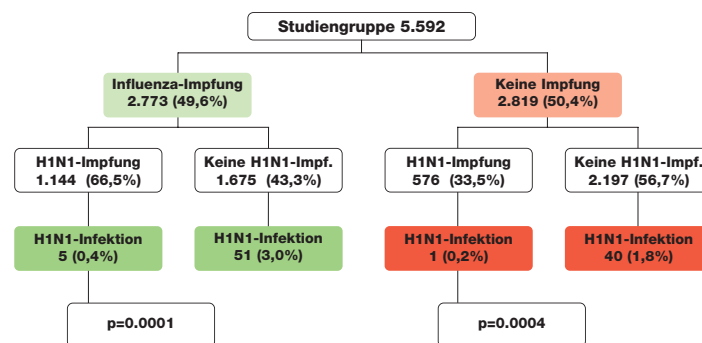 Studiengruppe 5.592
Influenza-Impfung
2.773 (49,6%)
Keine Impfung
2.819 (50,4%)
H1N1-Impfung
1.144 (66,5%)
Keine H1N1-Impf.
1.675 (43,3%)
H1N1-Impfung
576 (33,5%)
Keine H1N1-Impf.
2.197 (56,7%)
H1N1-Infektion
5 (0,4%)
H1N1-Infektion
51 (3,0%)
H1N1-Infektion
1 (0,2%)
H1N1-Infektion
40 (1,8%)
p=0.0001
p=0.0004